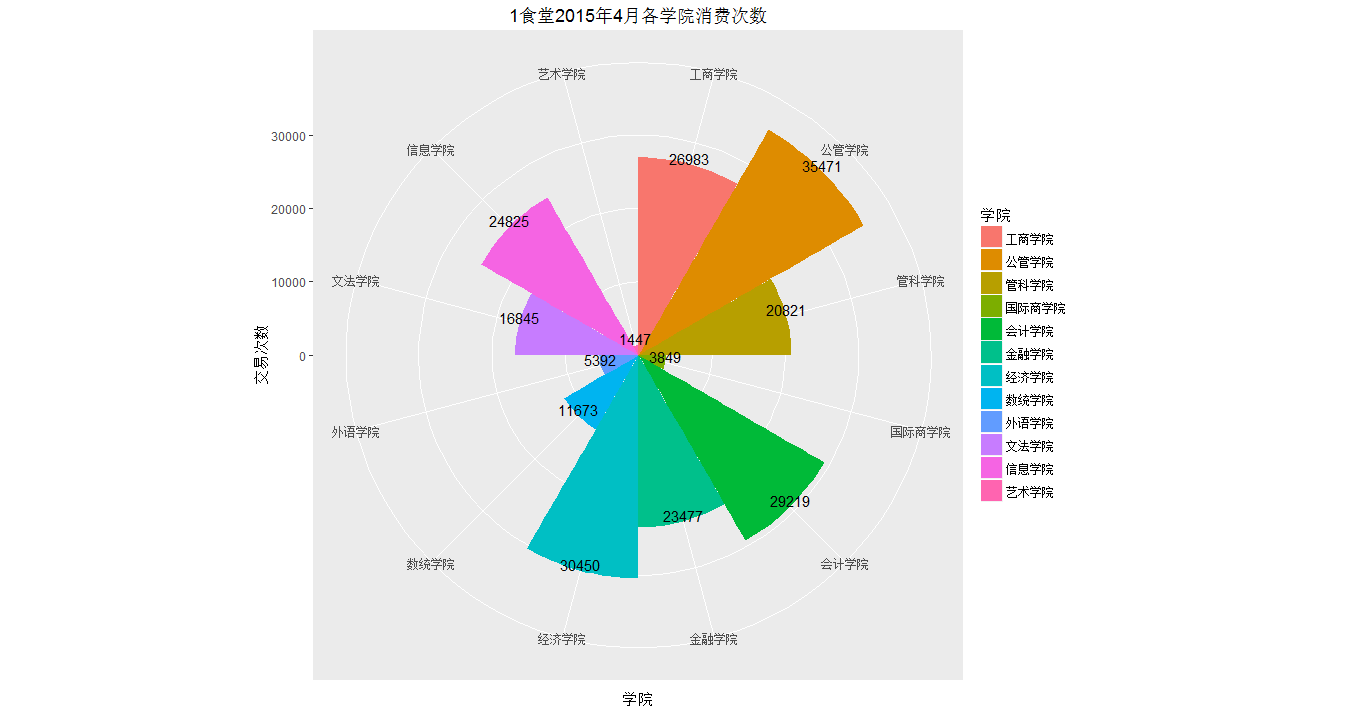 1食堂2015年4月各学院消费次数
艺术学院
工商学院
30000
信息学院
公管学院
26983
35471
20000
24825
文法学院
管科学院
10000
16845
20821
1447
0
5392
3849
交易次数
11673
外语学院
国际商学院
29219
23477
数统学院
30450
会计学院
经济学院
金融学院
学院
学院
工商学院
公管学院
管科学院
国际商学院
会计学院
金融学院
经济学院
数统学院
外语学院
文法学院
信息学院
艺术学院